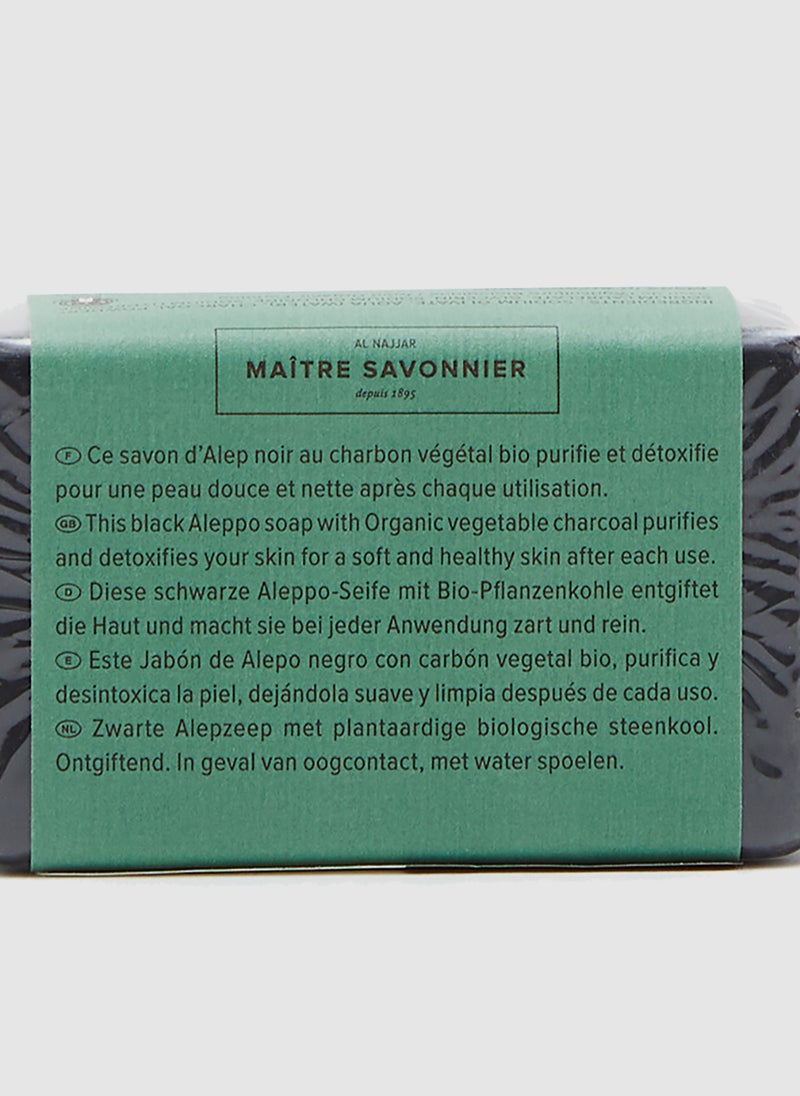 AL NAJJAR
MAÎTRE SAVONNIER
depuis 1895
F Ce savon d'Alep noir au charbon végétal bio purifie et détoxifie
pour une peau douce et nette après chaque utilisation.
GB This black Aleppo soap with Organic vegetable charcoal purifies
and detoxifies your skin for a soft and healthy skin after each use.
D Diese schwarze Aleppo-Seife mit Bio-Pflanzenkohle entgiftet
die Haut und macht sie bei jeder Anwendung zart und rein.
E Este Jabón de Alepo negro con carbón vegetal bio, purifica y
desintoxica la piel, dejándola suave y limpia después de cada uso.
NL Zwarte Alepzeep met plantaardige biologische steenkool.
Ontgiftend. In geval van oogcontact, met water spoelen.